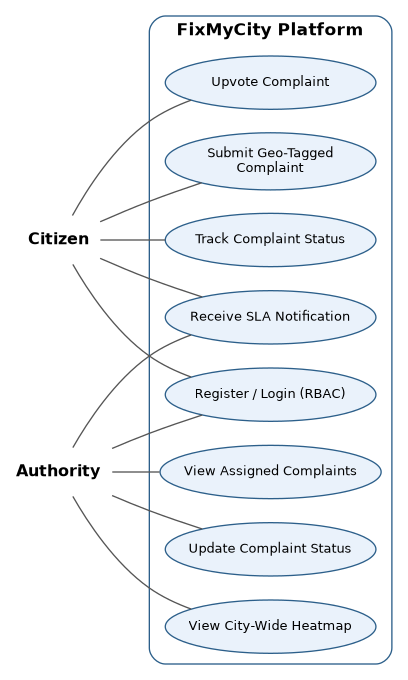 FixMyCity Platform
Upvote Complaint
Submit Geo-Tagged
Complaint
Citizen
Track Complaint Status
Receive SLA Notification
Register / Login (RBAC)
Authority
View Assigned Complaints
Update Complaint Status
View City-Wide Heatmap